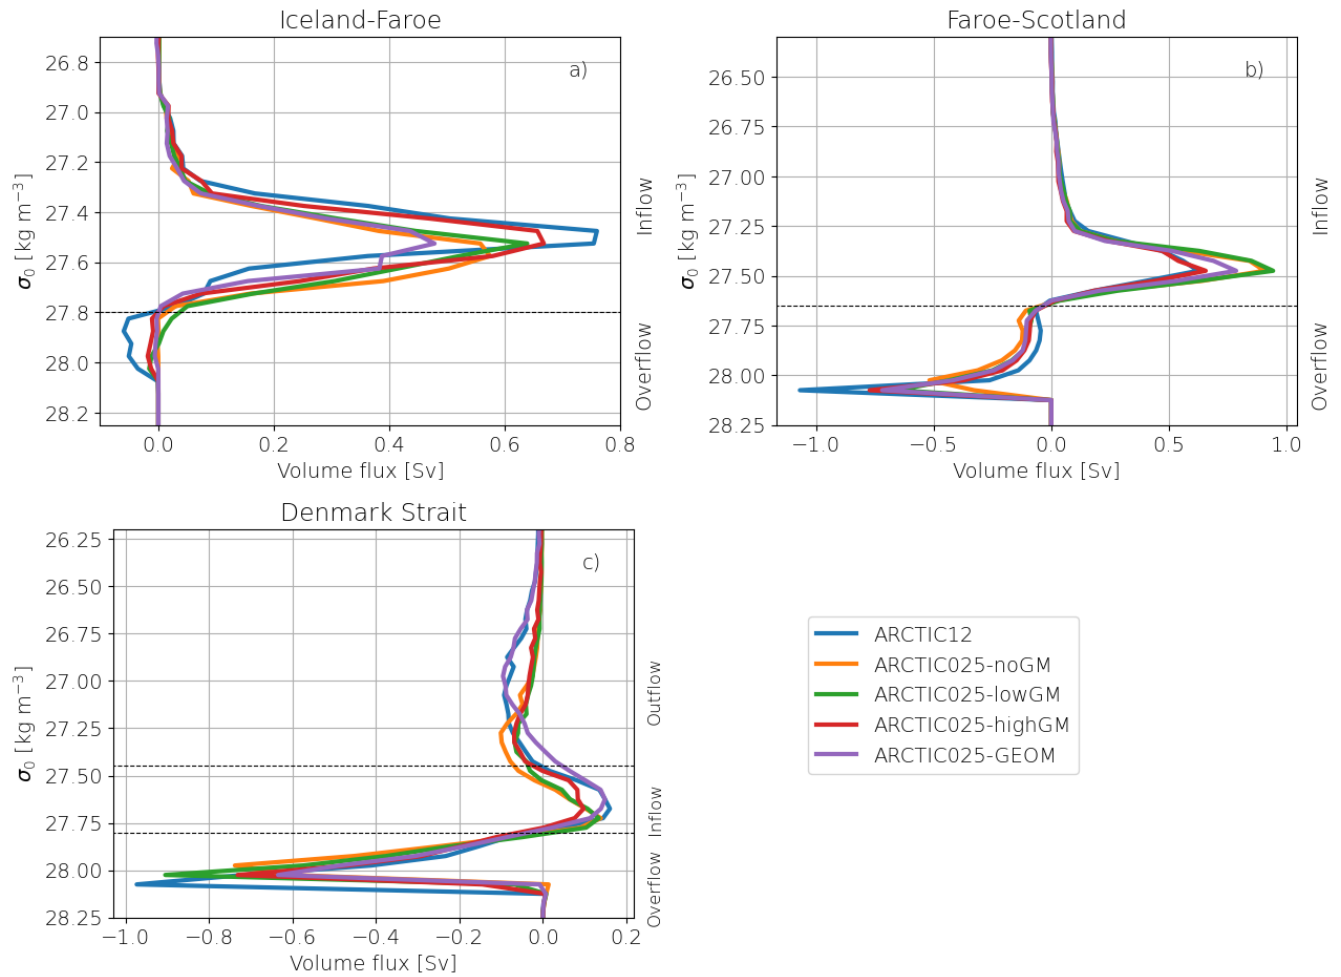 Iceland-Faroe
a)
26.8
27.0
27.2
27.4
27.6
27.8
28.0
28.2
σ₀ [kg m⁻³]
0.0 0.2 0.4 0.6 0.8
Volume flux [Sv]
Inflow
Overflow
Faroe-Scotland
b)
26.50
26.75
27.00
27.25
27.50
27.75
28.00
28.25
σ₀ [kg m⁻³]
−1.0 −0.5 0.0 0.5 1.0
Volume flux [Sv]
Inflow
Overflow
Denmark Strait
c)
26.25
26.50
26.75
27.00
27.25
27.50
27.75
28.00
28.25
σ₀ [kg m⁻³]
−1.0 −0.8 −0.6 −0.4 −0.2 0.0 0.2
Volume flux [Sv]
Outflow
Inflow
Overflow
ARCTIC12
ARCTIC025-noGM
ARCTIC025-lowGM
ARCTIC025-highGM
ARCTIC025-GEOM